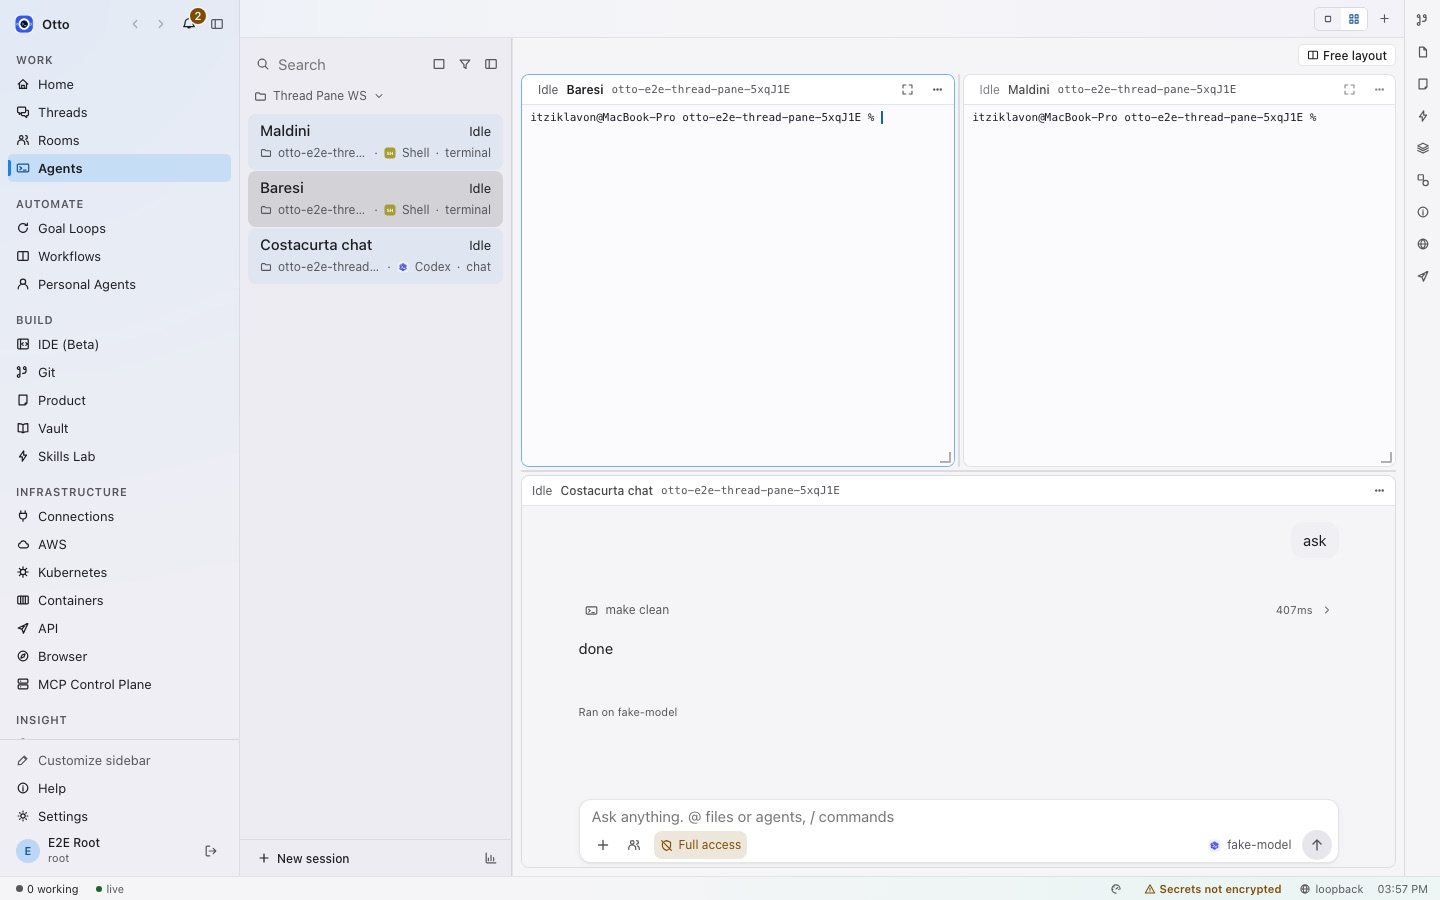 Otto
2
WORK
Home
Threads
Rooms
Agents
AUTOMATE
Goal Loops
Workflows
Personal Agents
BUILD
IDE (Beta)
Git
Product
Vault
Skills Lab
INFRASTRUCTURE
Connections
AWS
Kubernetes
Containers
API
Browser
MCP Control Plane
INSIGHT
Customize sidebar
Help
Settings
E
E2E Root
root
Search
Thread Pane WS
Maldini Idle
otto-e2e-thre... · Shell · terminal
Baresi Idle
otto-e2e-thre... · Shell · terminal
Costacurta chat Idle
otto-e2e-thread... · Codex · chat
New session
Free layout
Idle Baresi otto-e2e-thread-pane-5xqJ1E
itziklavon@MacBook-Pro otto-e2e-thread-pane-5xqJ1E %
Idle Maldini otto-e2e-thread-pane-5xqJ1E
itziklavon@MacBook-Pro otto-e2e-thread-pane-5xqJ1E %
Idle Costacurta chat otto-e2e-thread-pane-5xqJ1E
ask
make clean 407ms
done
Ran on fake-model
Ask anything. @ files or agents, / commands
Full access
fake-model
0 working live
Secrets not encrypted loopback 03:57 PM